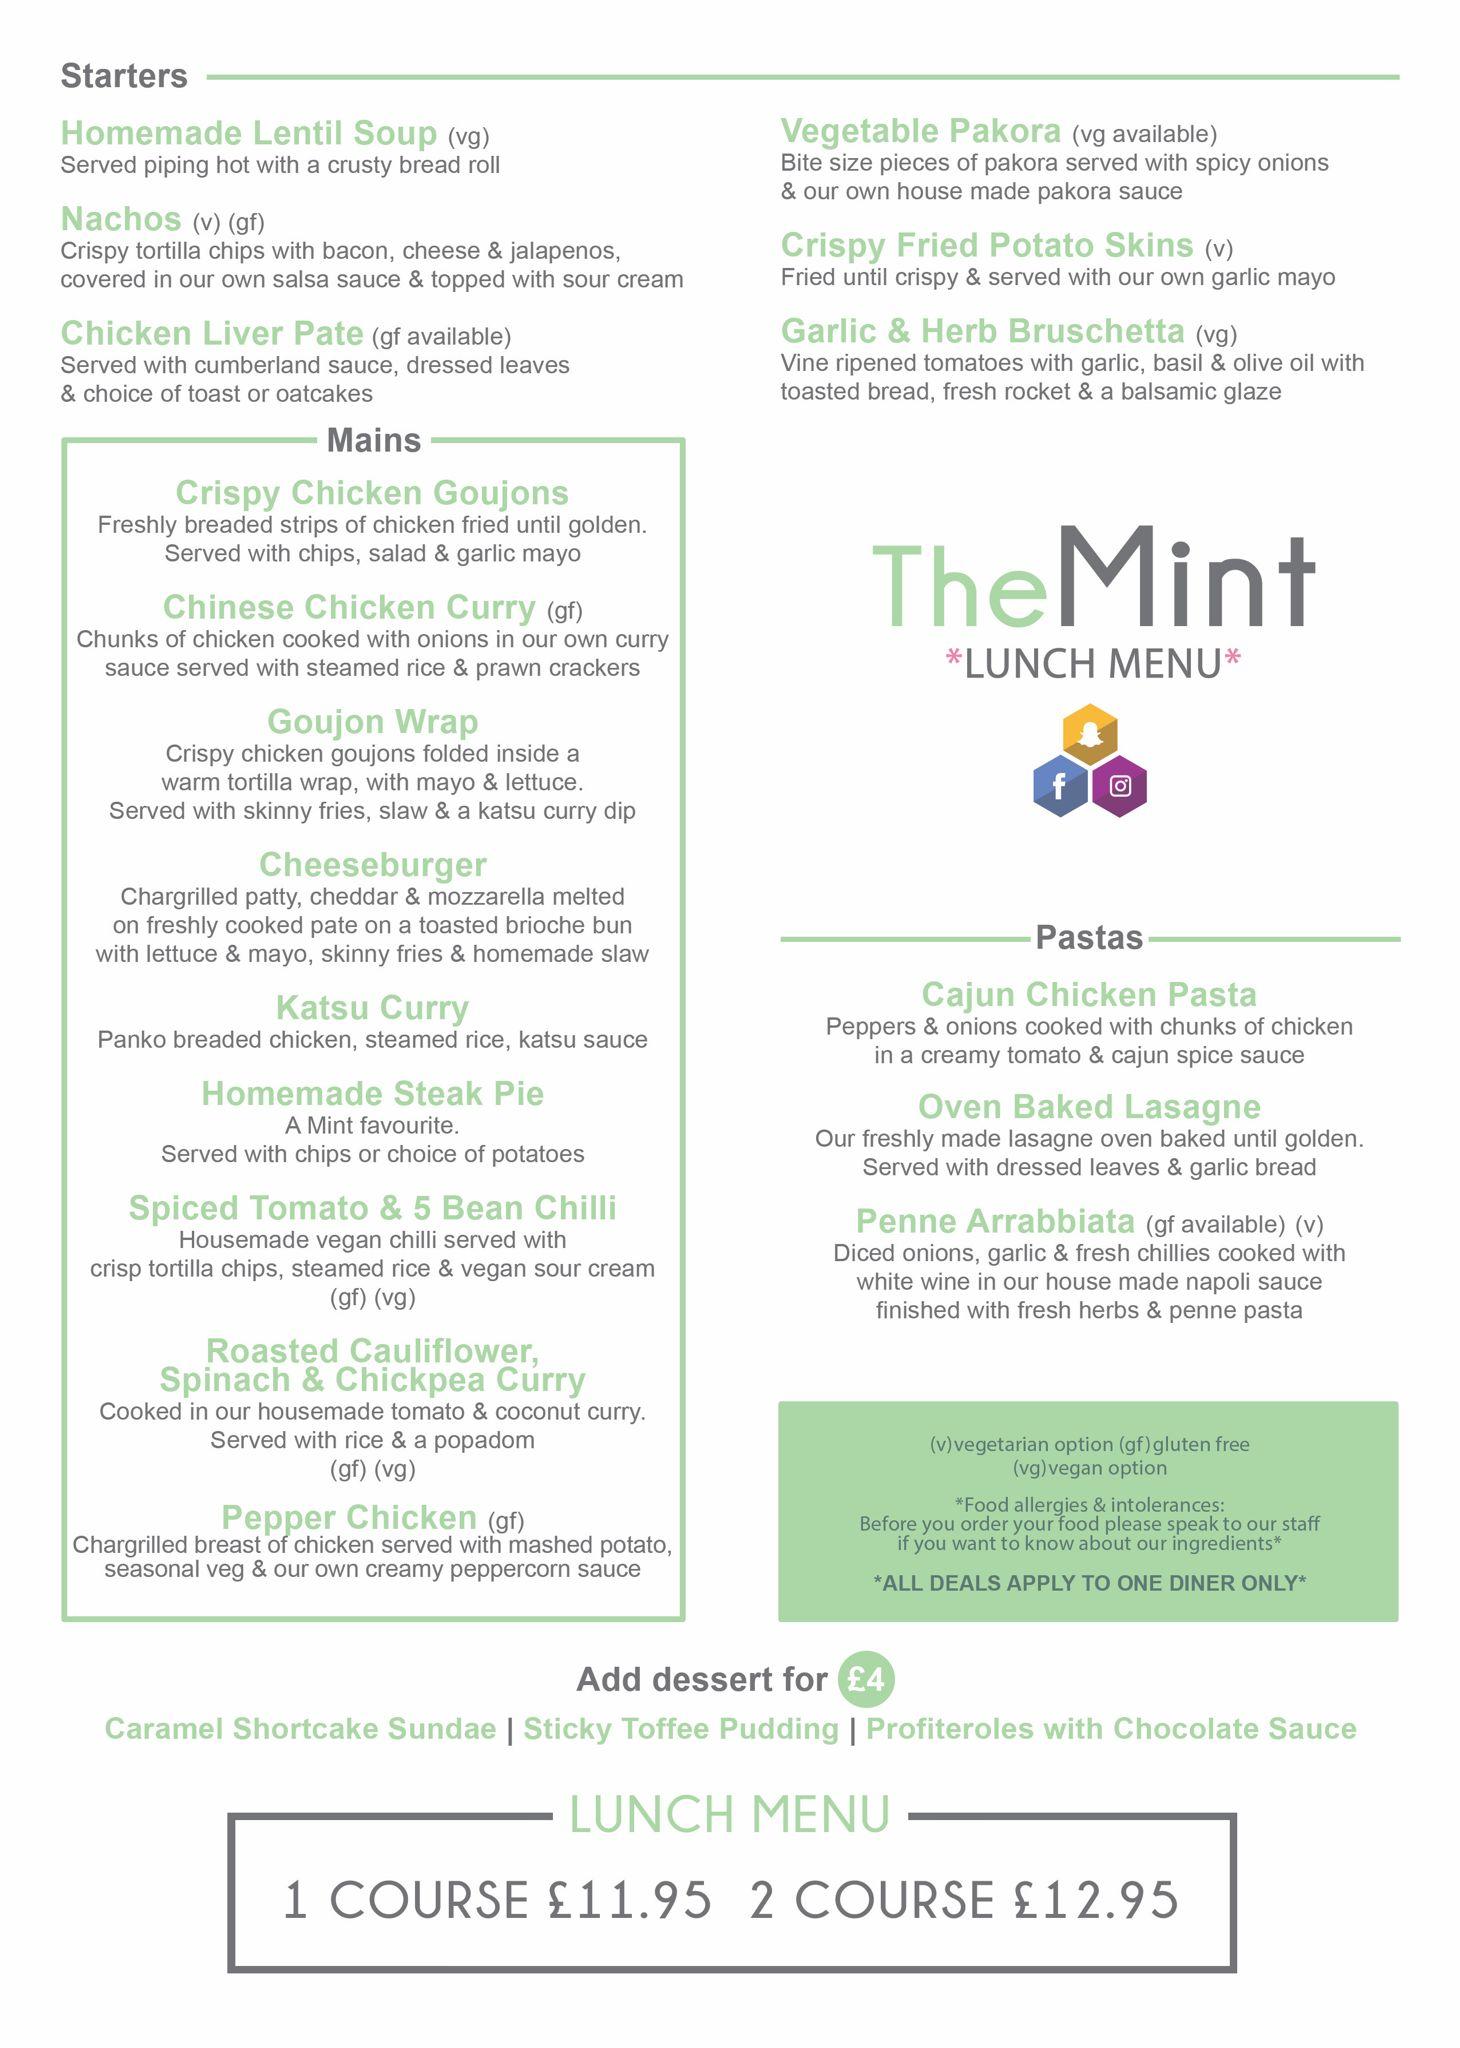 Starters
Homemade Lentil Soup (vg)
Served piping hot with a crusty bread roll
Nachos (v) (gf)
Crispy tortilla chips with bacon, cheese & jalapenos,
covered in our own salsa sauce & topped with sour cream
Chicken Liver Pate (gf available)
Served with cumberland sauce, dressed leaves
& choice of toast or oatcakes
Vegetable Pakora (vg available)
Bite size pieces of pakora served with spicy onions
& our own house made pakora sauce
Crispy Fried Potato Skins (v)
Fried until crispy & served with our own garlic mayo
Garlic & Herb Bruschetta (vg)
Vine ripened tomatoes with garlic, basil & olive oil with
toasted bread, fresh rocket & a balsamic glaze
Mains
Crispy Chicken Goujons
Freshly breaded strips of chicken fried until golden.
Served with chips, salad & garlic mayo
Chinese Chicken Curry (gf)
Chunks of chicken cooked with onions in our own curry
sauce served with steamed rice & prawn crackers
Goujon Wrap
Crispy chicken goujons folded inside a
warm tortilla wrap, with mayo & lettuce.
Served with skinny fries, slaw & a katsu curry dip
Cheeseburger
Chargrilled patty, cheddar & mozzarella melted
on freshly cooked pate on a toasted brioche bun
with lettuce & mayo, skinny fries & homemade slaw
Katsu Curry
Panko breaded chicken, steamed rice, katsu sauce
Homemade Steak Pie
A Mint favourite.
Served with chips or choice of potatoes
Spiced Tomato & 5 Bean Chilli
Housemade vegan chilli served with
crisp tortilla chips, steamed rice & vegan sour cream
(gf) (vg)
Roasted Cauliflower,
Spinach & Chickpea Curry
Cooked in our housemade tomato & coconut curry.
Served with rice & a popadom
(gf) (vg)
Pepper Chicken (gf)
Chargrilled breast of chicken served with mashed potato,
seasonal veg & our own creamy peppercorn sauce
TheMint
*LUNCH MENU*
Pastas
Cajun Chicken Pasta
Peppers & onions cooked with chunks of chicken
in a creamy tomato & cajun spice sauce
Oven Baked Lasagne
Our freshly made lasagne oven baked until golden.
Served with dressed leaves & garlic bread
Penne Arrabbiata (gf available) (v)
Diced onions, garlic & fresh chillies cooked with
white wine in our house made napoli sauce
finished with fresh herbs & penne pasta
(v)vegetarian option (gf)gluten free
(vg)vegan option
*Food allergies & intolerances:
Before you order your food please speak to our staff
if you want to know about our ingredients*
*ALL DEALS APPLY TO ONE DINER ONLY*
Add dessert for £4
Caramel Shortcake Sundae | Sticky Toffee Pudding | Profiteroles with Chocolate Sauce
LUNCH MENU
1 COURSE £11.95 2 COURSE £12.95